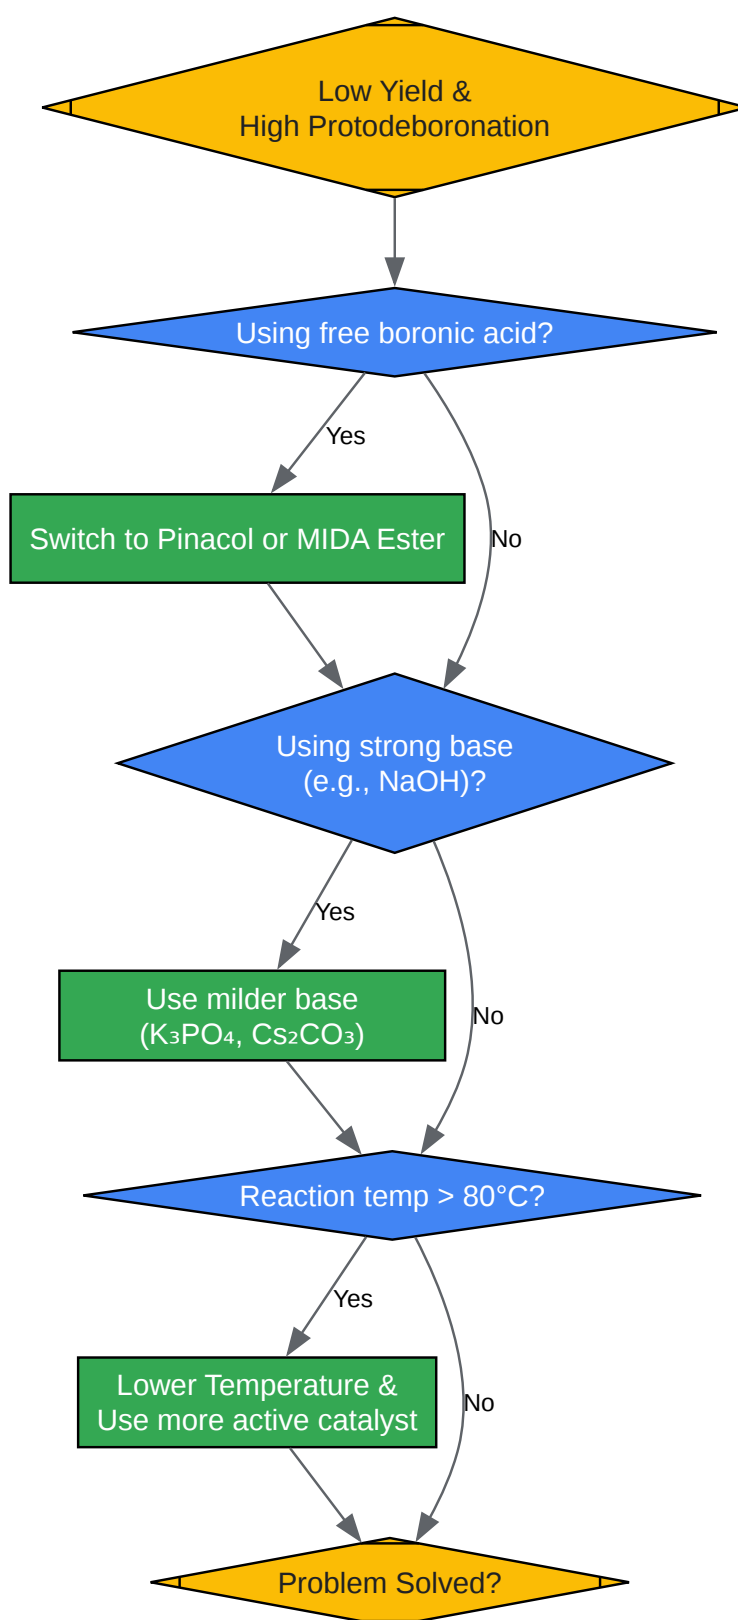 Low Yield &
High Protodeboronation
Using free boronic acid?
Yes
Switch to Pinacol or MIDA Ester
No
Using strong base
(e.g., NaOH)?
Yes
Use milder base
(K₃PO₄, Cs₂CO₃)
No
Reaction temp > 80°C?
Yes
Lower Temperature &
Use more active catalyst
No
Problem Solved?